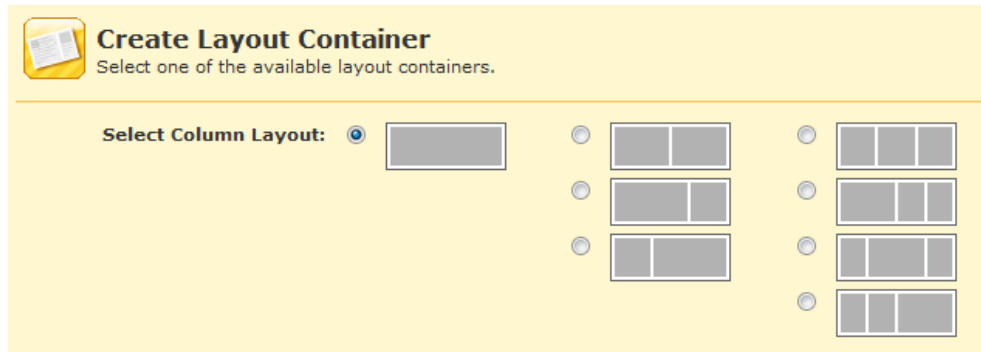 Create Layout Container
Select one of the available layout containers.
Select Column Layout: